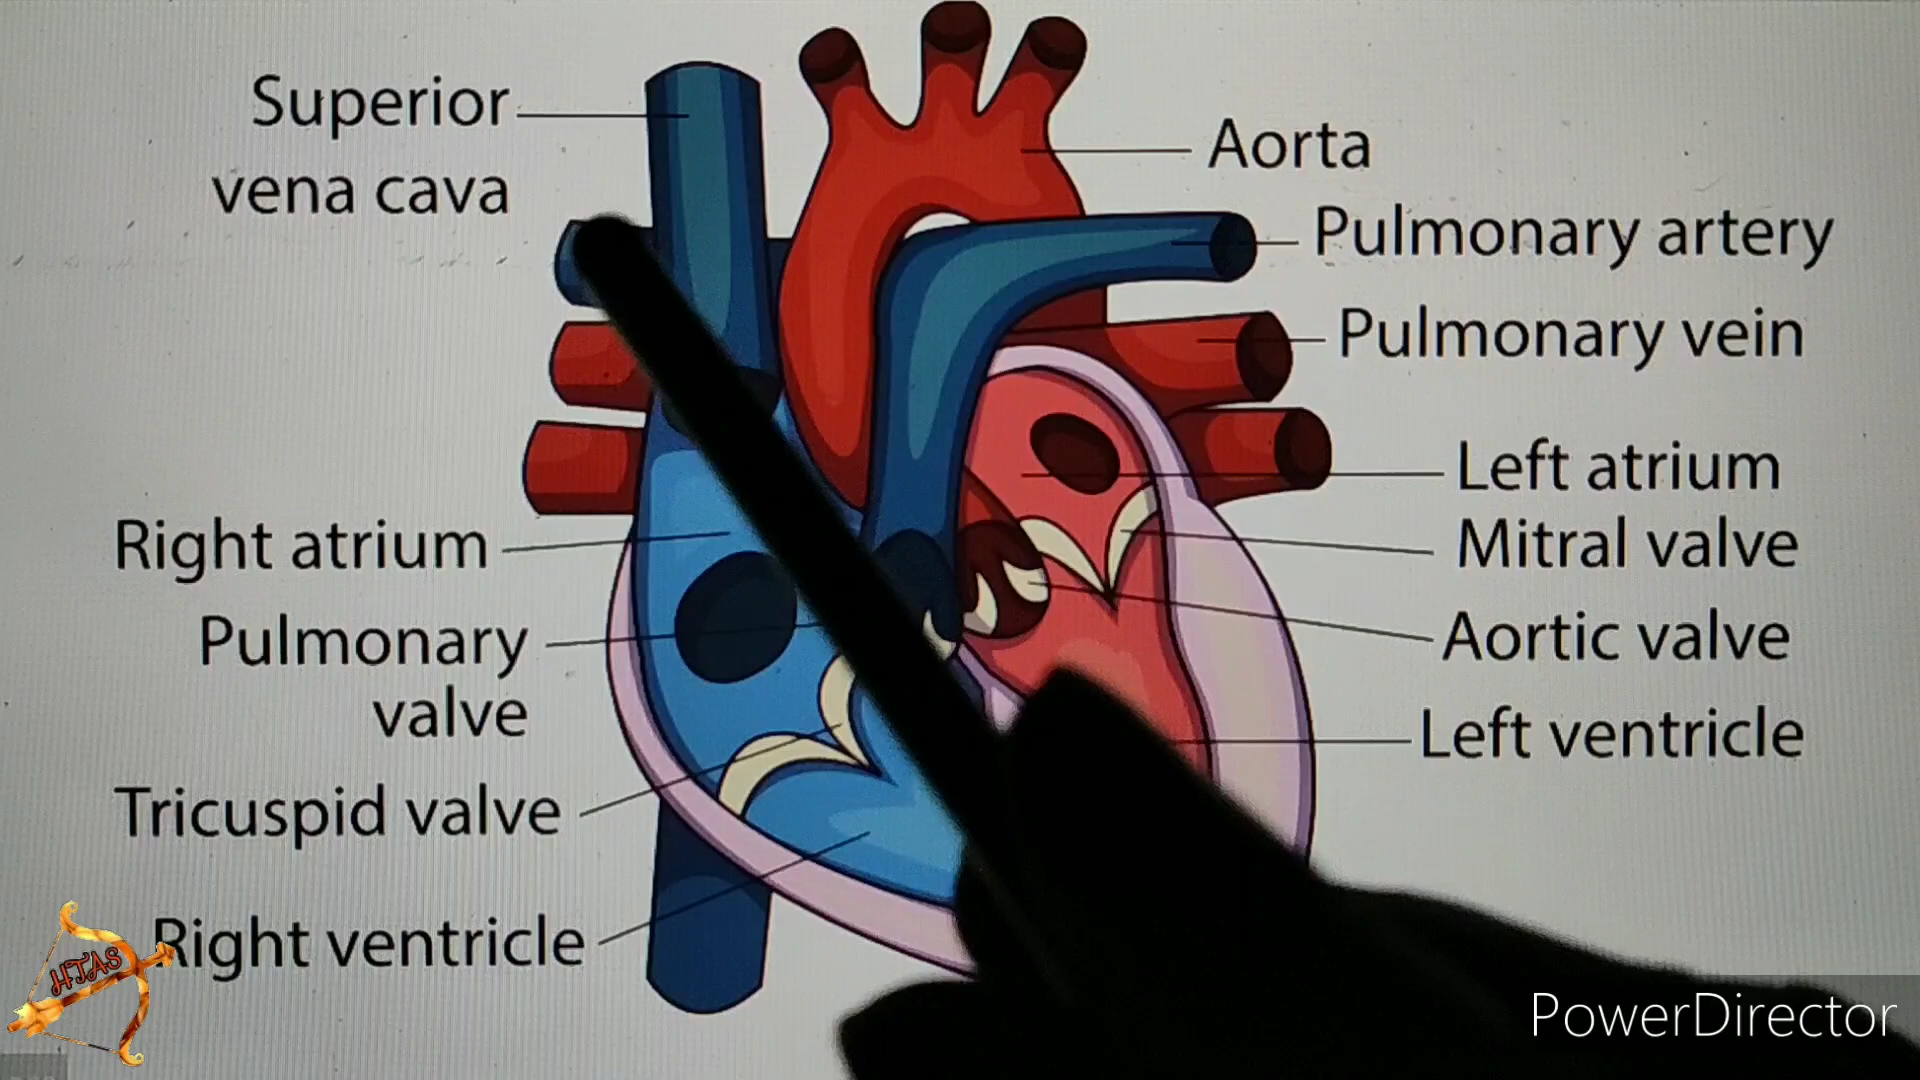 Superior
vena cava
Aorta
Pulmonary artery
Pulmonary vein
Left atrium
Right atrium
Mitral valve
Pulmonary
valve
Aortic valve
Left ventricle
Tricuspid valve
Right ventricle
HTAS
PowerDirector